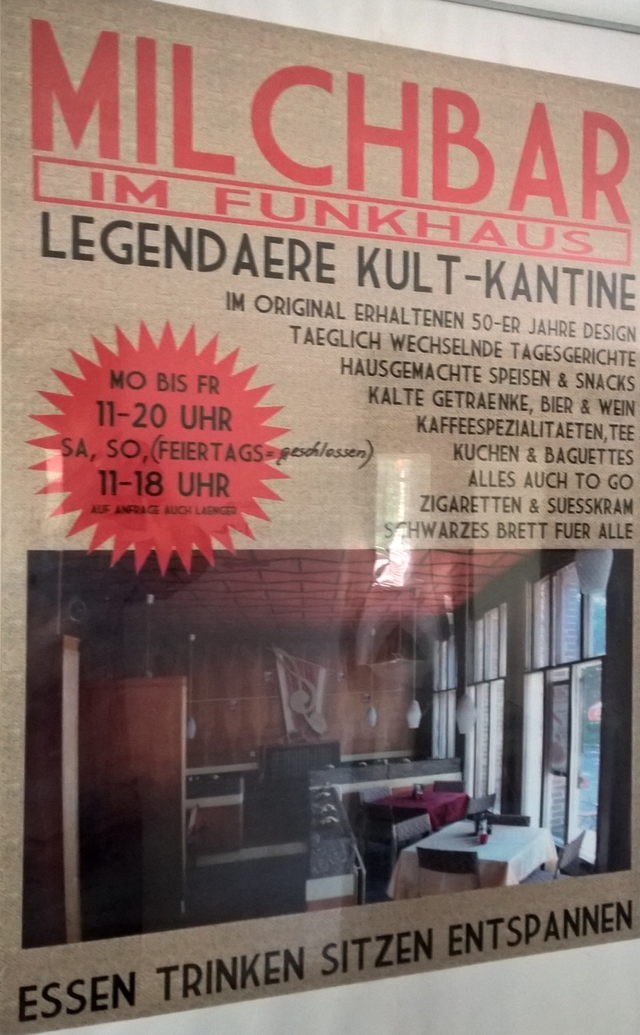 MILCHBAR
IM FUNKHAUS
LEGENDAERE KULT-KANTINE
IM ORIGINAL ERHALTENEN 50-ER JAHRE DESIGN
TAEGLICH WECHSELNDE TAGESGERICHTE
HAUSGEMACHTE SPEISEN & SNACKS
KALTE GETRAENKE, BIER & WEIN
KAFFEESPEZIALITAETEN,TEE
KUCHEN & BAGUETTES
ALLES AUCH TO GO
ZIGARETTEN & SUESSKRAM
SCHWARZES BRETT FUER ALLE
MO BIS FR
11-20 UHR
SA, SO,(FEIERTAGS= geschlossen)
11-18 UHR
AUF ANFRAGE AUCH LAENGER
ESSEN TRINKEN SITZEN ENTSPANNEN